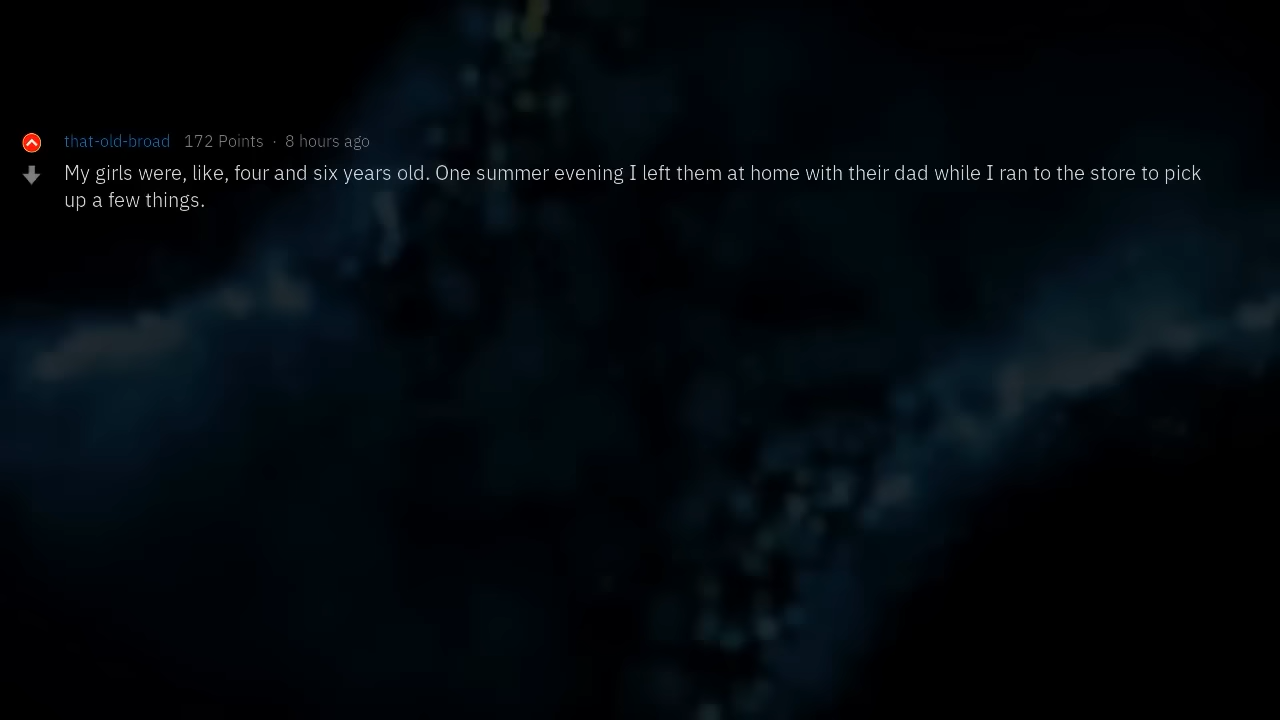 that-old-broad 172 Points · 8 hours ago
My girls were, like, four and six years old. One summer evening I left them at home with their dad while I ran to the store to pick
up a few things.